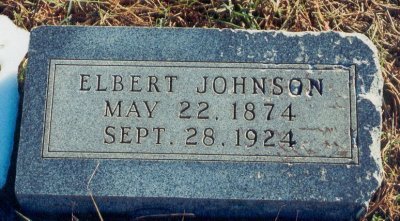 ELBERT JOHNSON
MAY 22. 1874
SEPT. 28. 1924